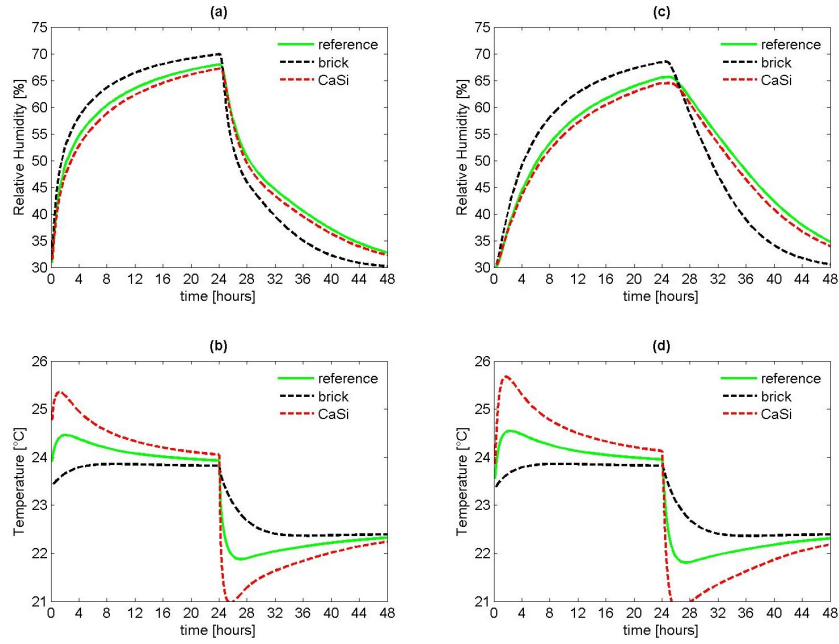 (a)
75
70
65
60
55
50
45
40
35
30
Relative Humidity [%]
reference
brick
CaSi
0 4 8 12 16 20 24 28 32 36 40 44 48
time [hours]
(c)
75
70
65
60
55
50
45
40
35
30
Relative Humidity [%]
reference
brick
CaSi
0 4 8 12 16 20 24 28 32 36 40 44 48
time [hours]
(b)
26
25
24
23
22
21
Temperature [°C]
reference
brick
CaSi
0 4 8 12 16 20 24 28 32 36 40 44 48
time [hours]
(d)
26
25
24
23
22
21
Temperature [°C]
reference
brick
CaSi
0 4 8 12 16 20 24 28 32 36 40 44 48
time [hours]